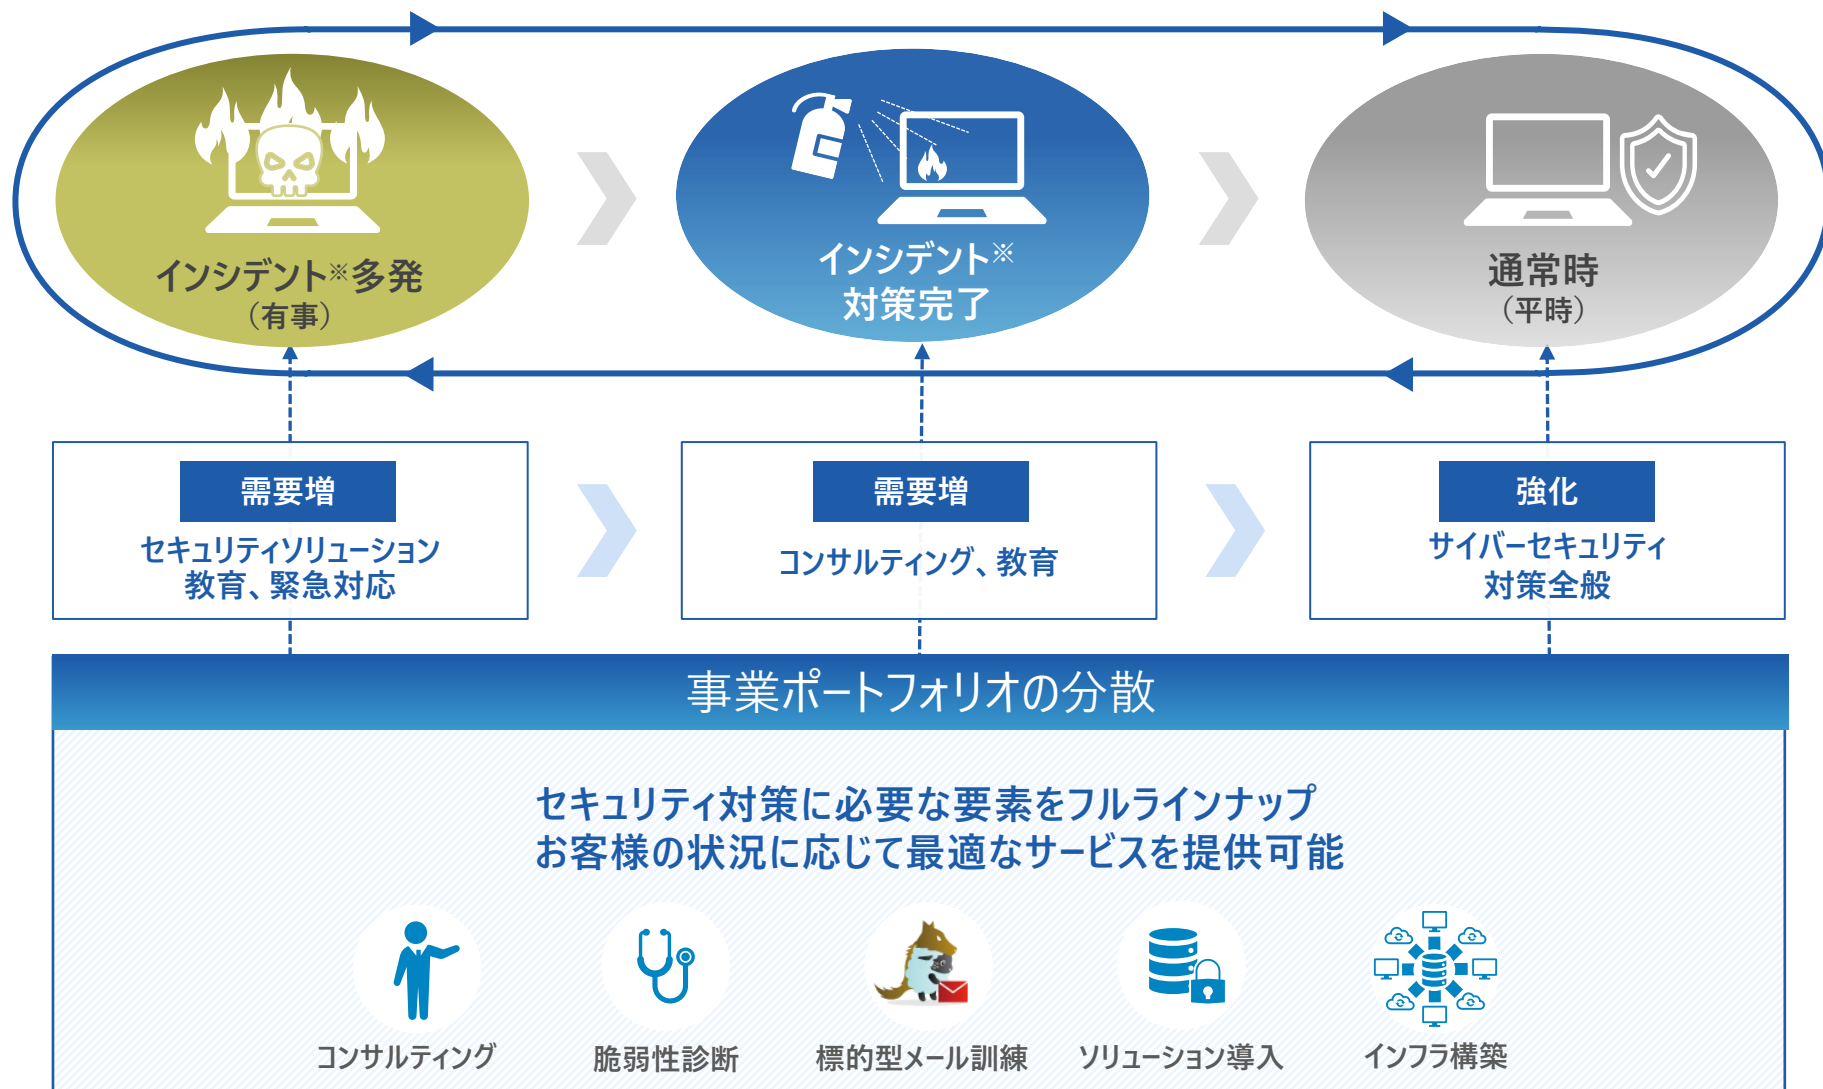 インシデント※多発
（有事）
インシデント※
対策完了
通常時
（平時）
需要増
セキュリティソリューション
教育、緊急対応
需要増
コンサルティング、教育
強化
サイバーセキュリティ
対策全般
事業ポートフォリオの分散
セキュリティ対策に必要な要素をフルラインナップ
お客様の状況に応じて最適なサービスを提供可能
コンサルティング
脆弱性診断
標的型メール訓練
ソリューション導入
インフラ構築